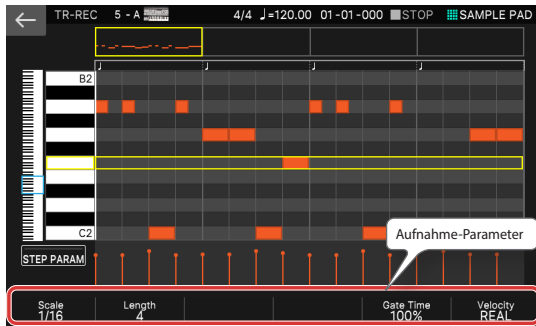 TR-REC 5 - A 4/4 ♩=120.00 01-01-000 STOP SAMPLE PAD
B2
C2
Aufnahme-Parameter
STEP PARAM
Scale Length Gate Time Velocity
1/16 4 100% REAL